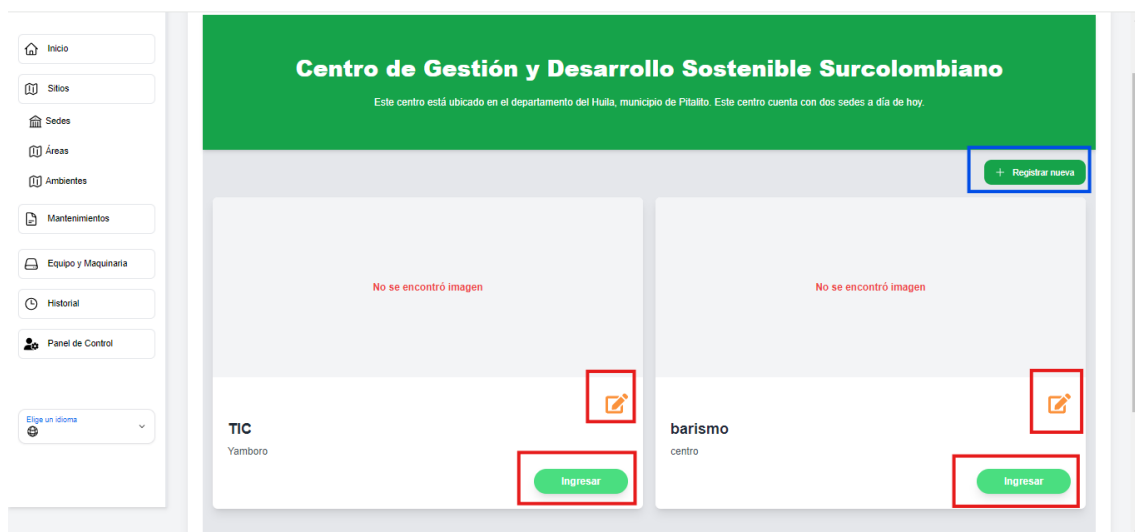 Inicio
Sitios
Sedes
Áreas
Ambientes
Mantenimientos
Equipo y Maquinaria
Historial
Panel de Control
Elige un idioma
Centro de Gestión y Desarrollo Sostenible Surcolombiano
Este centro está ubicado en el departamento del Huila, municipio de Pitalito. Este centro cuenta con dos sedes a día de hoy.
+ Registrar nueva
No se encontró imagen
TIC
Yamboro
Ingresar
No se encontró imagen
barismo
centro
Ingresar